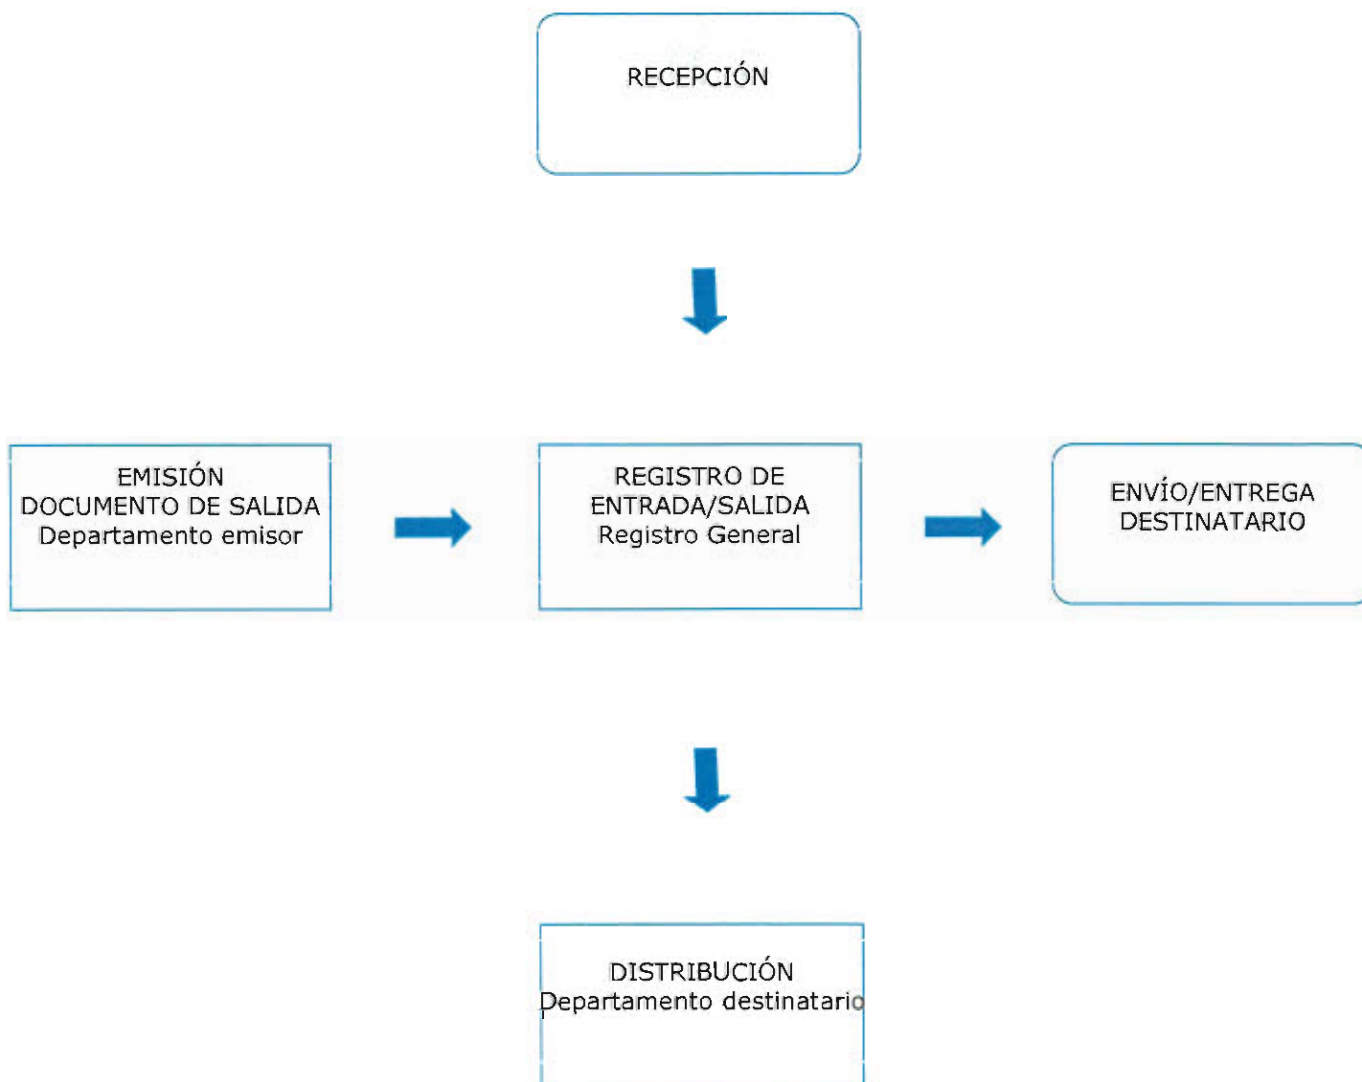 RECEPCIÓN
EMISIÓN
DOCUMENTO DE SALIDA
Departamento emisor
REGISTRO DE
ENTRADA/SALIDA
Registro General
ENVÍO/ENTREGA
DESTINATARIO
DISTRIBUCIÓN
Departamento destinatario